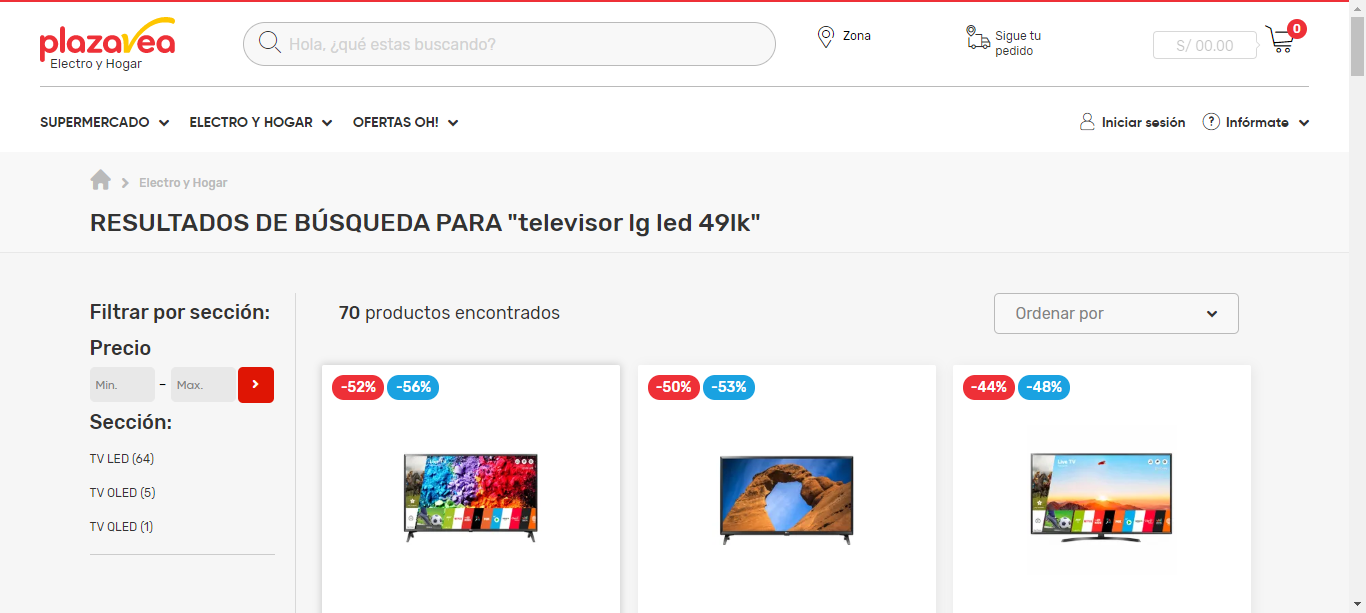 plazavea
Electro y Hogar
Hola, ¿qué estas buscando?
Zona
Sigue tu
pedido
S/ 00.00
0
SUPERMERCADO
ELECTRO Y HOGAR
OFERTAS OH!
Iniciar sesión
? Infórmate
Electro y Hogar
RESULTADOS DE BÚSQUEDA PARA "televisor lg led 49lk"
Filtrar por sección:
70 productos encontrados
Ordenar por
Precio
Min. – Max.
Sección:
TV LED (64)
TV OLED (5)
TV QLED (1)
-52% -56%
-50% -53%
-44% -48%
Live TV